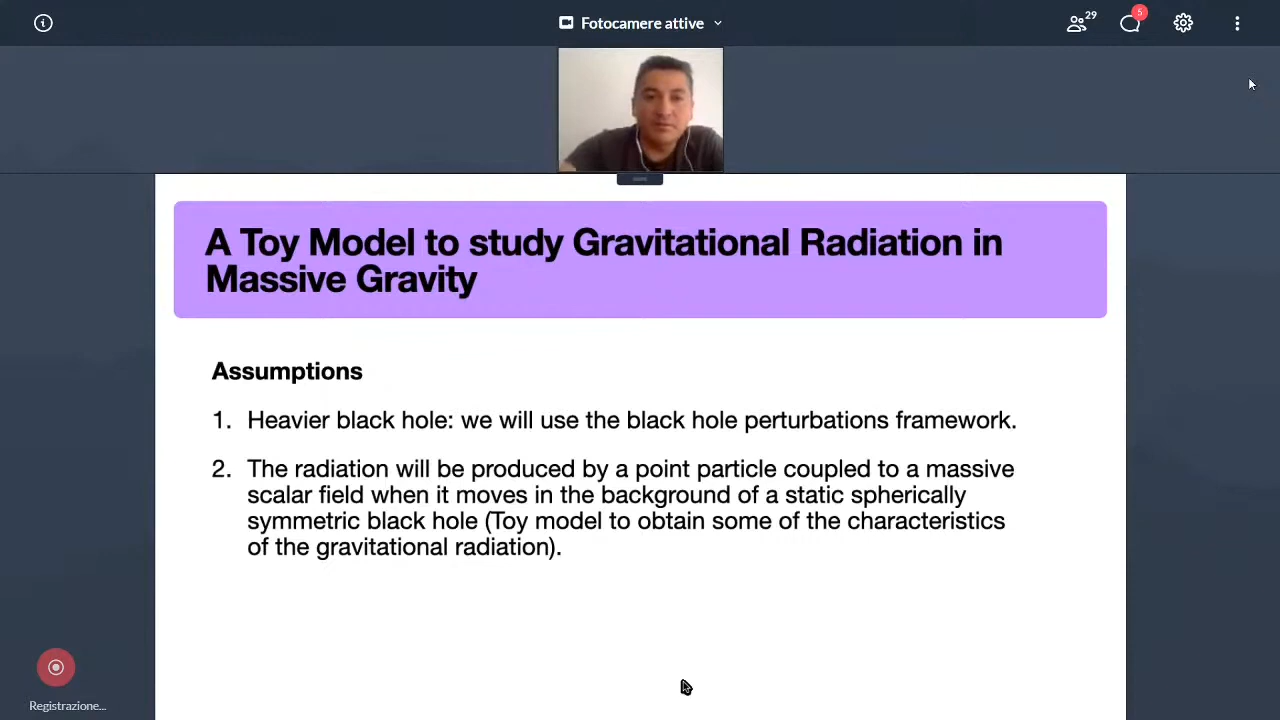 Fotocamere attive
29
5
A Toy Model to study Gravitational Radiation in
Massive Gravity
Assumptions
1. Heavier black hole: we will use the black hole perturbations framework.
2. The radiation will be produced by a point particle coupled to a massive
scalar field when it moves in the background of a static spherically
symmetric black hole (Toy model to obtain some of the characteristics
of the gravitational radiation).
Registrazione...